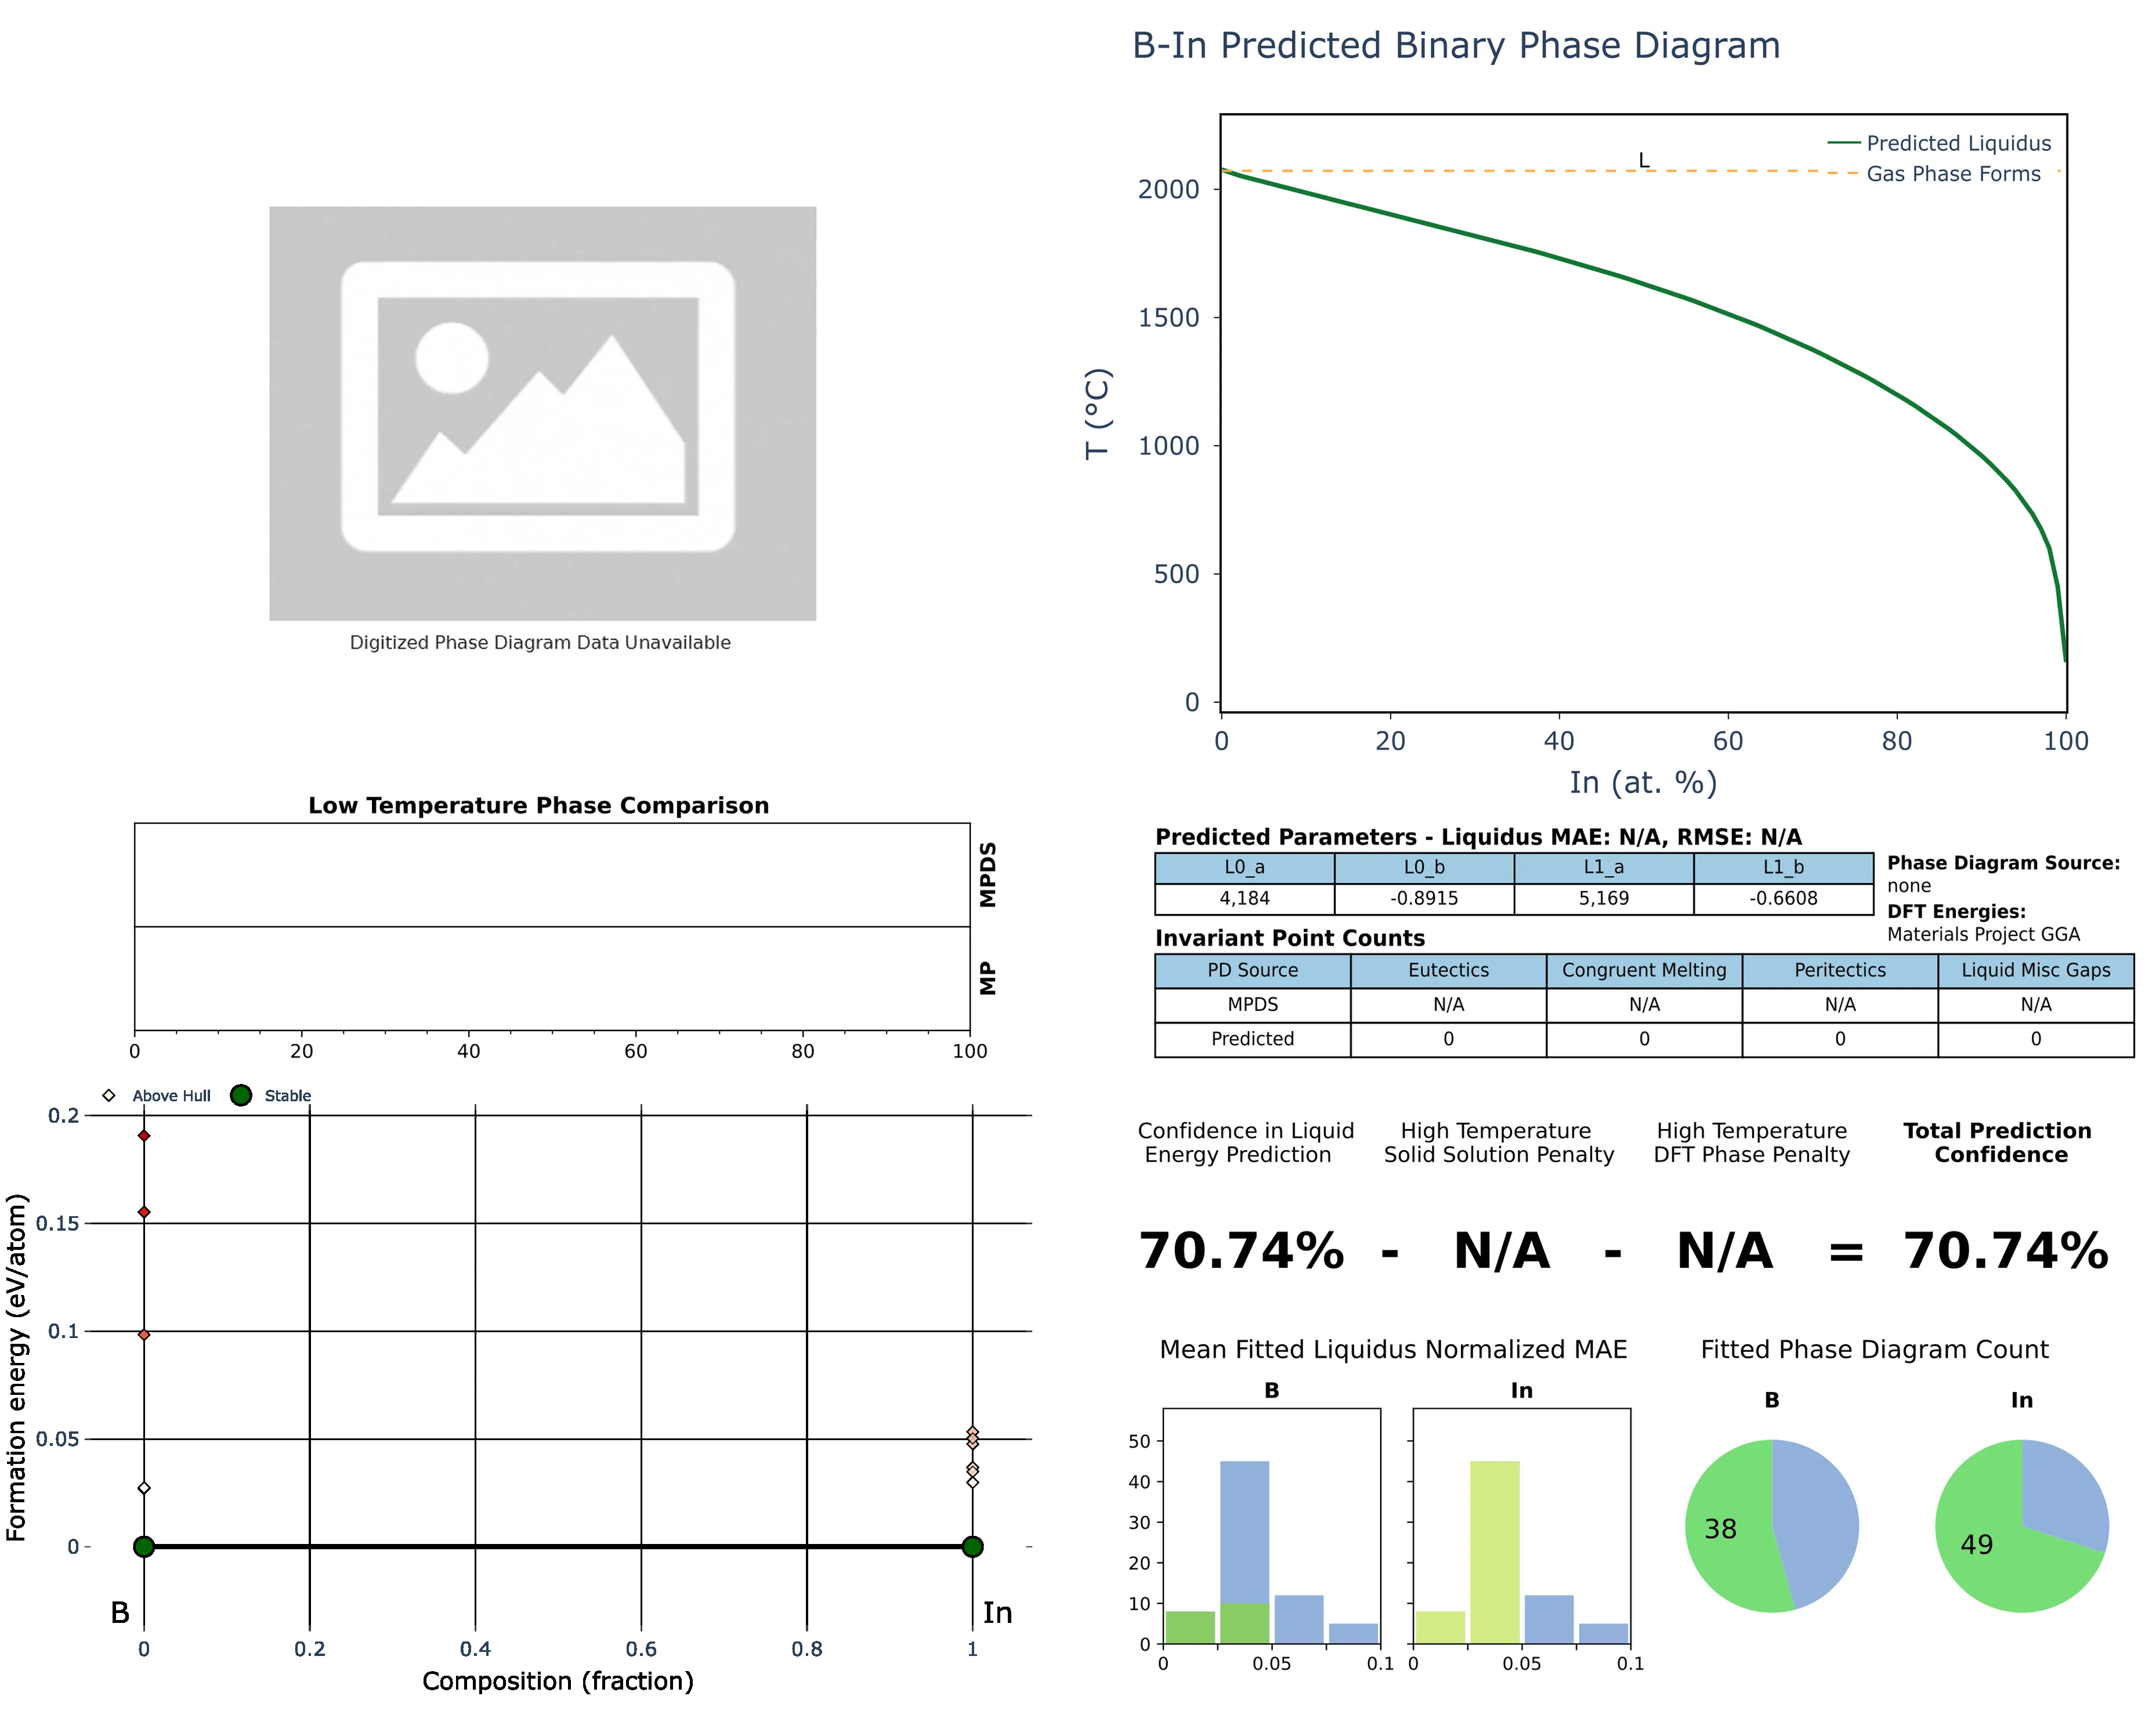 B-In Predicted Binary Phase Diagram
Predicted Liquidus
Gas Phase Forms
L
2000
1500
1000
500
0
T (°C)
0 20 40 60 80 100
In (at. %)
Digitized Phase Diagram Data Unavailable
Low Temperature Phase Comparison
MPDS
MP
0 20 40 60 80 100
Predicted Parameters - Liquidus MAE: N/A, RMSE: N/A
L0_a L0_b L1_a L1_b
4,184 -0.8915 5,169 -0.6608
Phase Diagram Source:
none
DFT Energies:
Materials Project GGA
Invariant Point Counts
PD Source Eutectics Congruent Melting Peritectics Liquid Misc Gaps
MPDS N/A N/A N/A N/A
Predicted 0 0 0 0
Above Hull Stable
0.2
0.15
0.1
0.05
0
Formation energy (eV/atom)
B In
0 0.2 0.4 0.6 0.8 1
Composition (fraction)
Confidence in Liquid
Energy Prediction
High Temperature
Solid Solution Penalty
High Temperature
DFT Phase Penalty
Total Prediction
Confidence
70.74% - N/A - N/A = 70.74%
Mean Fitted Liquidus Normalized MAE
B In
50
40
30
20
10
0
0 0.05 0.1 0 0.05 0.1
Fitted Phase Diagram Count
B In
38 49